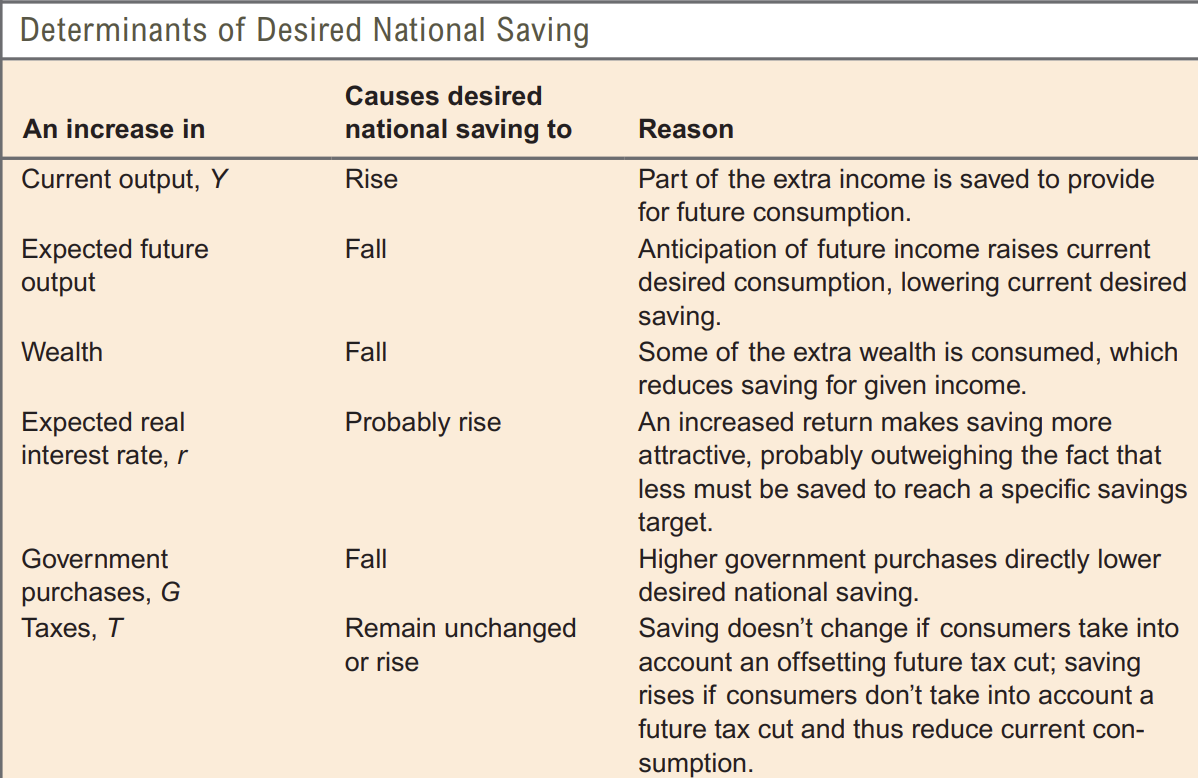 Determinants of Desired National Saving
An increase in
Causes desired
national saving to
Reason
Current output, Y
Rise
Part of the extra income is saved to provide
for future consumption.
Expected future
output
Fall
Anticipation of future income raises current
desired consumption, lowering current desired
saving.
Wealth
Fall
Some of the extra wealth is consumed, which
reduces saving for given income.
Expected real
interest rate, r
Probably rise
An increased return makes saving more
attractive, probably outweighing the fact that
less must be saved to reach a specific savings
target.
Government
purchases, G
Fall
Higher government purchases directly lower
desired national saving.
Taxes, T
Remain unchanged
or rise
Saving doesn't change if consumers take into
account an offsetting future tax cut; saving
rises if consumers don't take into account a
future tax cut and thus reduce current con-
sumption.